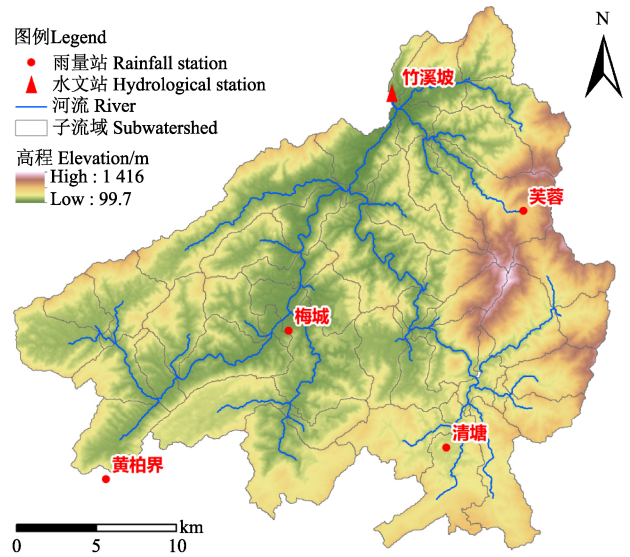 图例Legend
雨量站 Rainfall station
水文站 Hydrological station
河流 River
子流域 Subwatershed
高程 Elevation/m
High : 1 416
Low : 99.7
N
竹溪坡
芙蓉
梅城
清塘
黄柏界
km
0 5 10